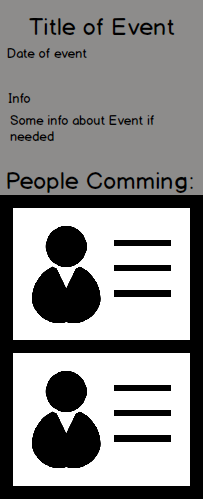 Title of Event
Date of event
Info
Some info about Event if
needed
People Comming: